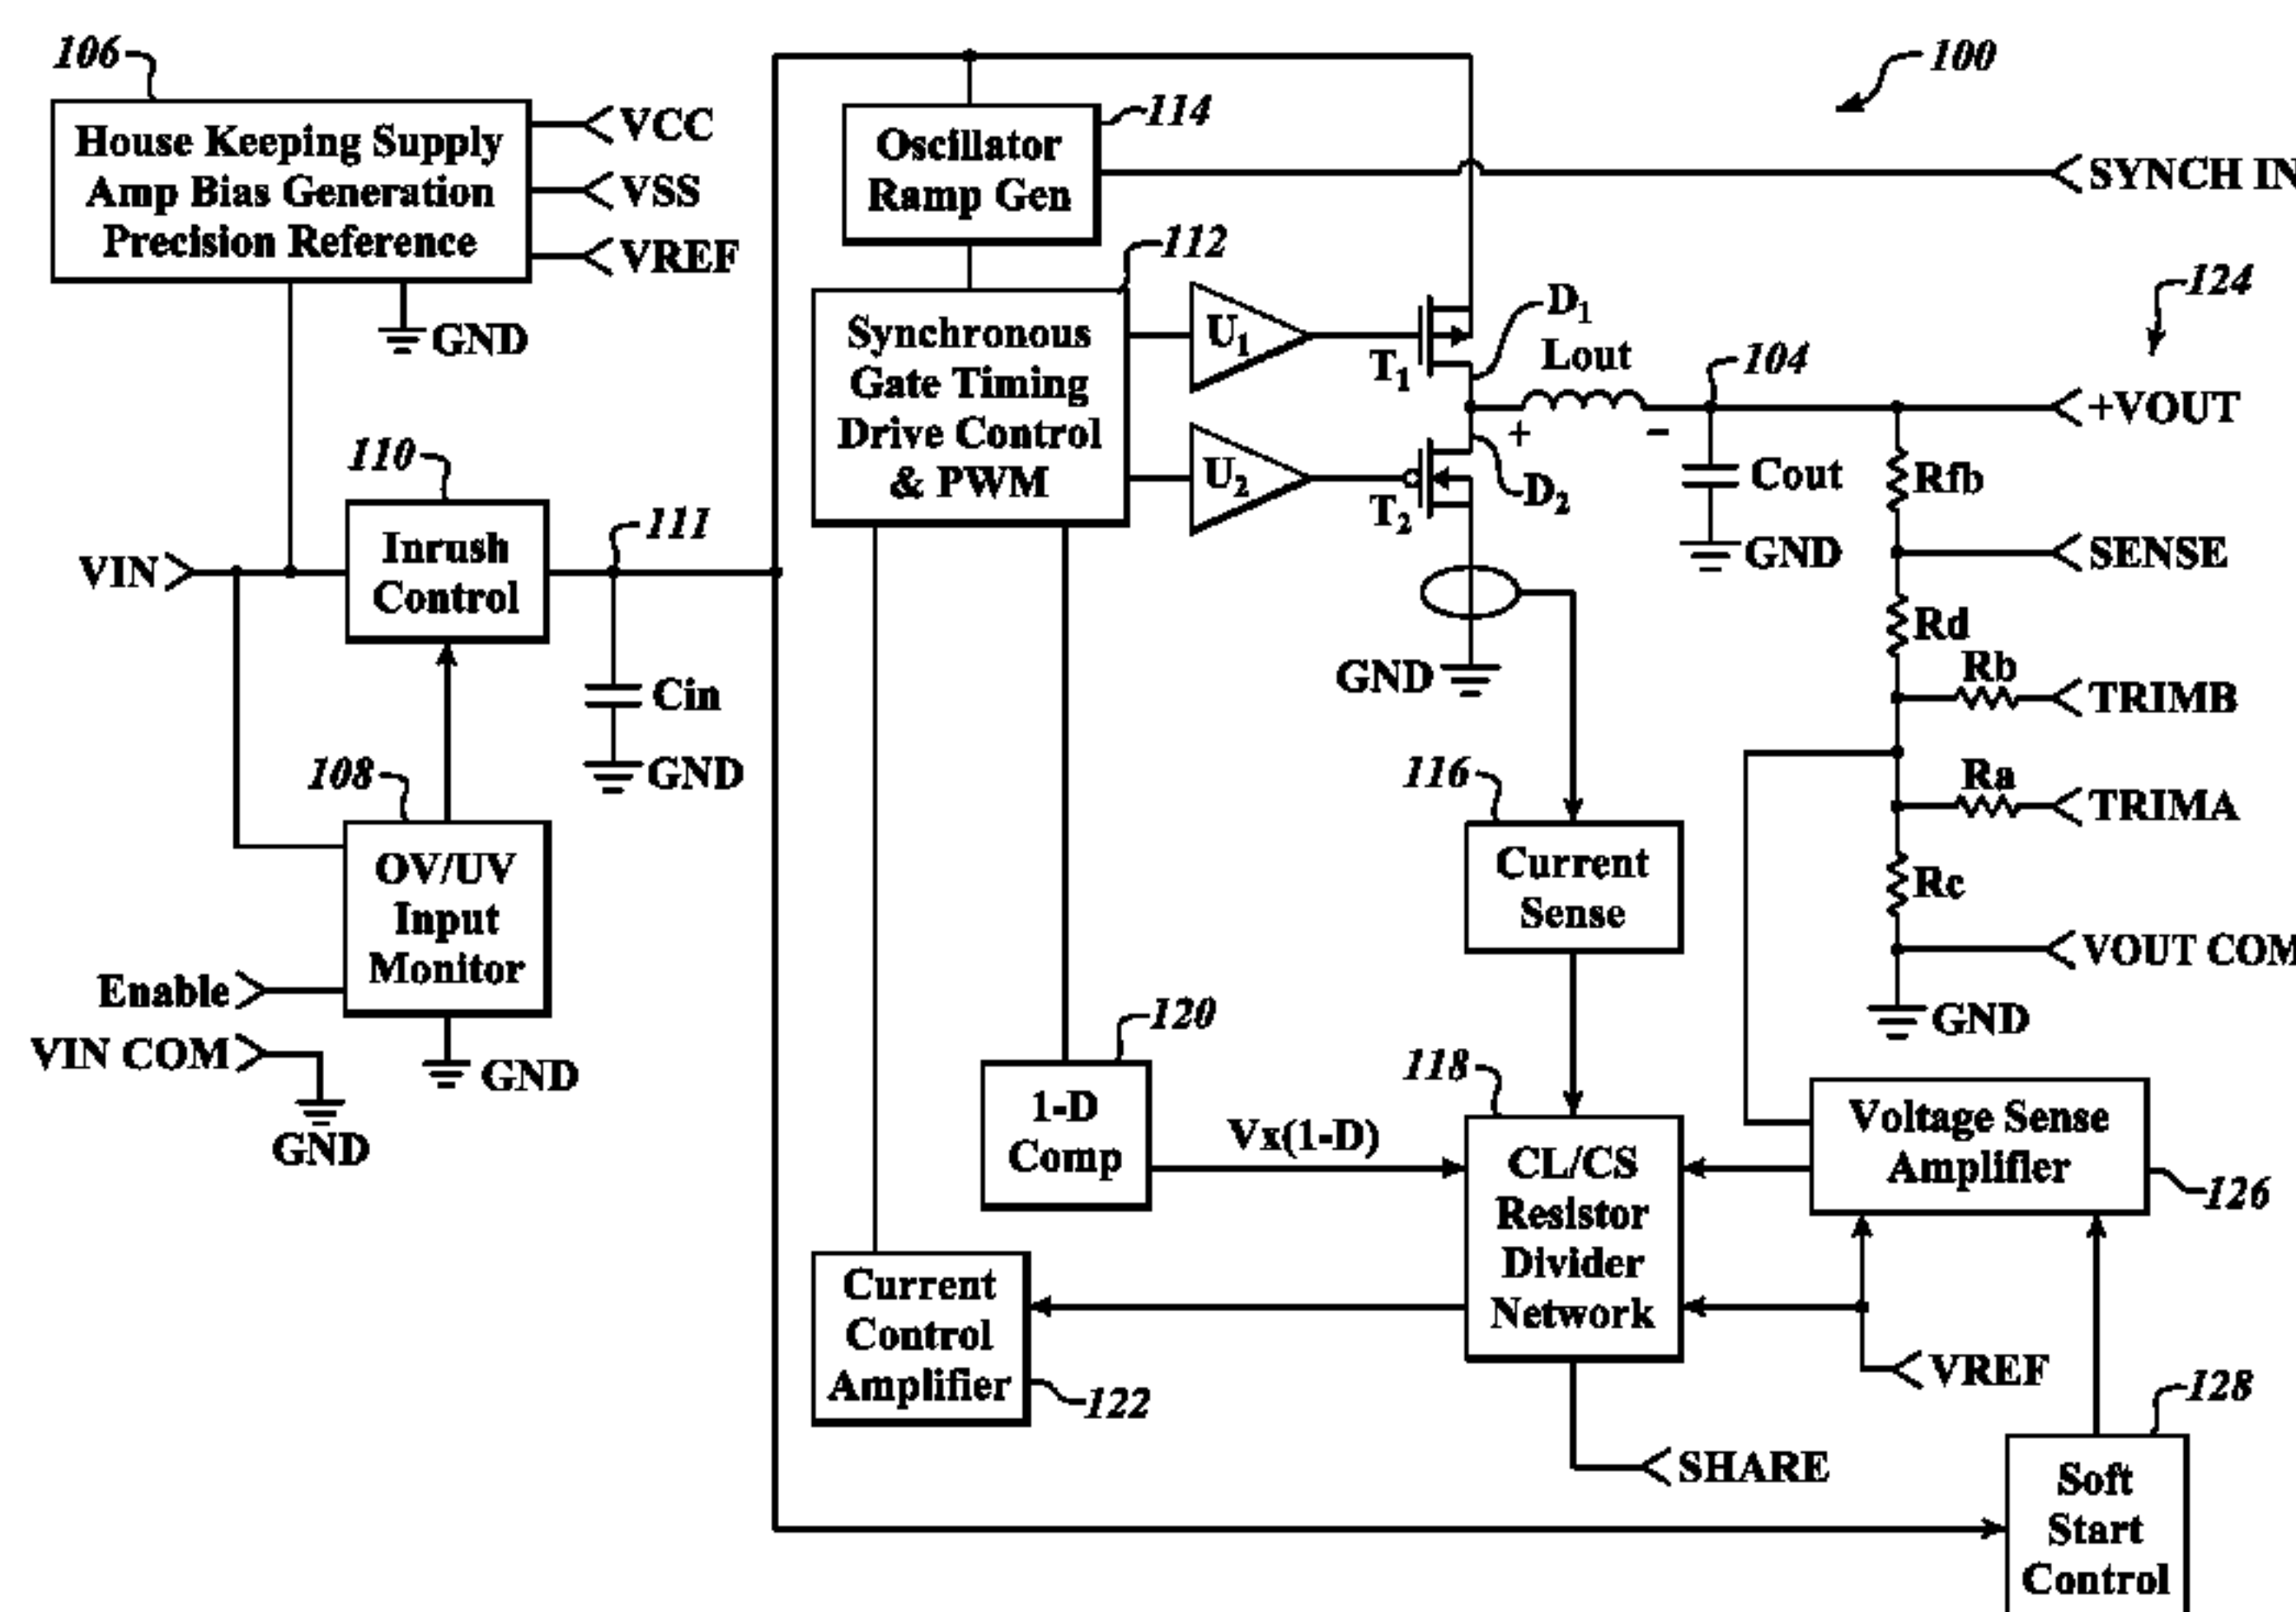 106
House Keeping Supply
Amp Bias Generation
Precision Reference
VCC
VSS
VREF
GND
110
Inrush
Control
VIN
111
Cin
GND
108
OV/UV
Input
Monitor
Enable
VIN COM
GND
GND
100
114
Oscillator
Ramp Gen
SYNCH IN
112
Synchronous
Gate Timing
Drive Control
& PWM
U1
U2
T1
T2
D1
D2
Lout
+
−
104
124
+VOUT
Cout
GND
Rfb
SENSE
Rd
Rb
TRIMB
Ra
TRIMA
Rc
VOUT COM
GND
GND
116
Current
Sense
120
1-D
Comp
Vx(1-D)
118
CL/CS
Resistor
Divider
Network
Voltage Sense
Amplifier
126
Current
Control
Amplifier
122
VREF
SHARE
128
Soft
Start
Control